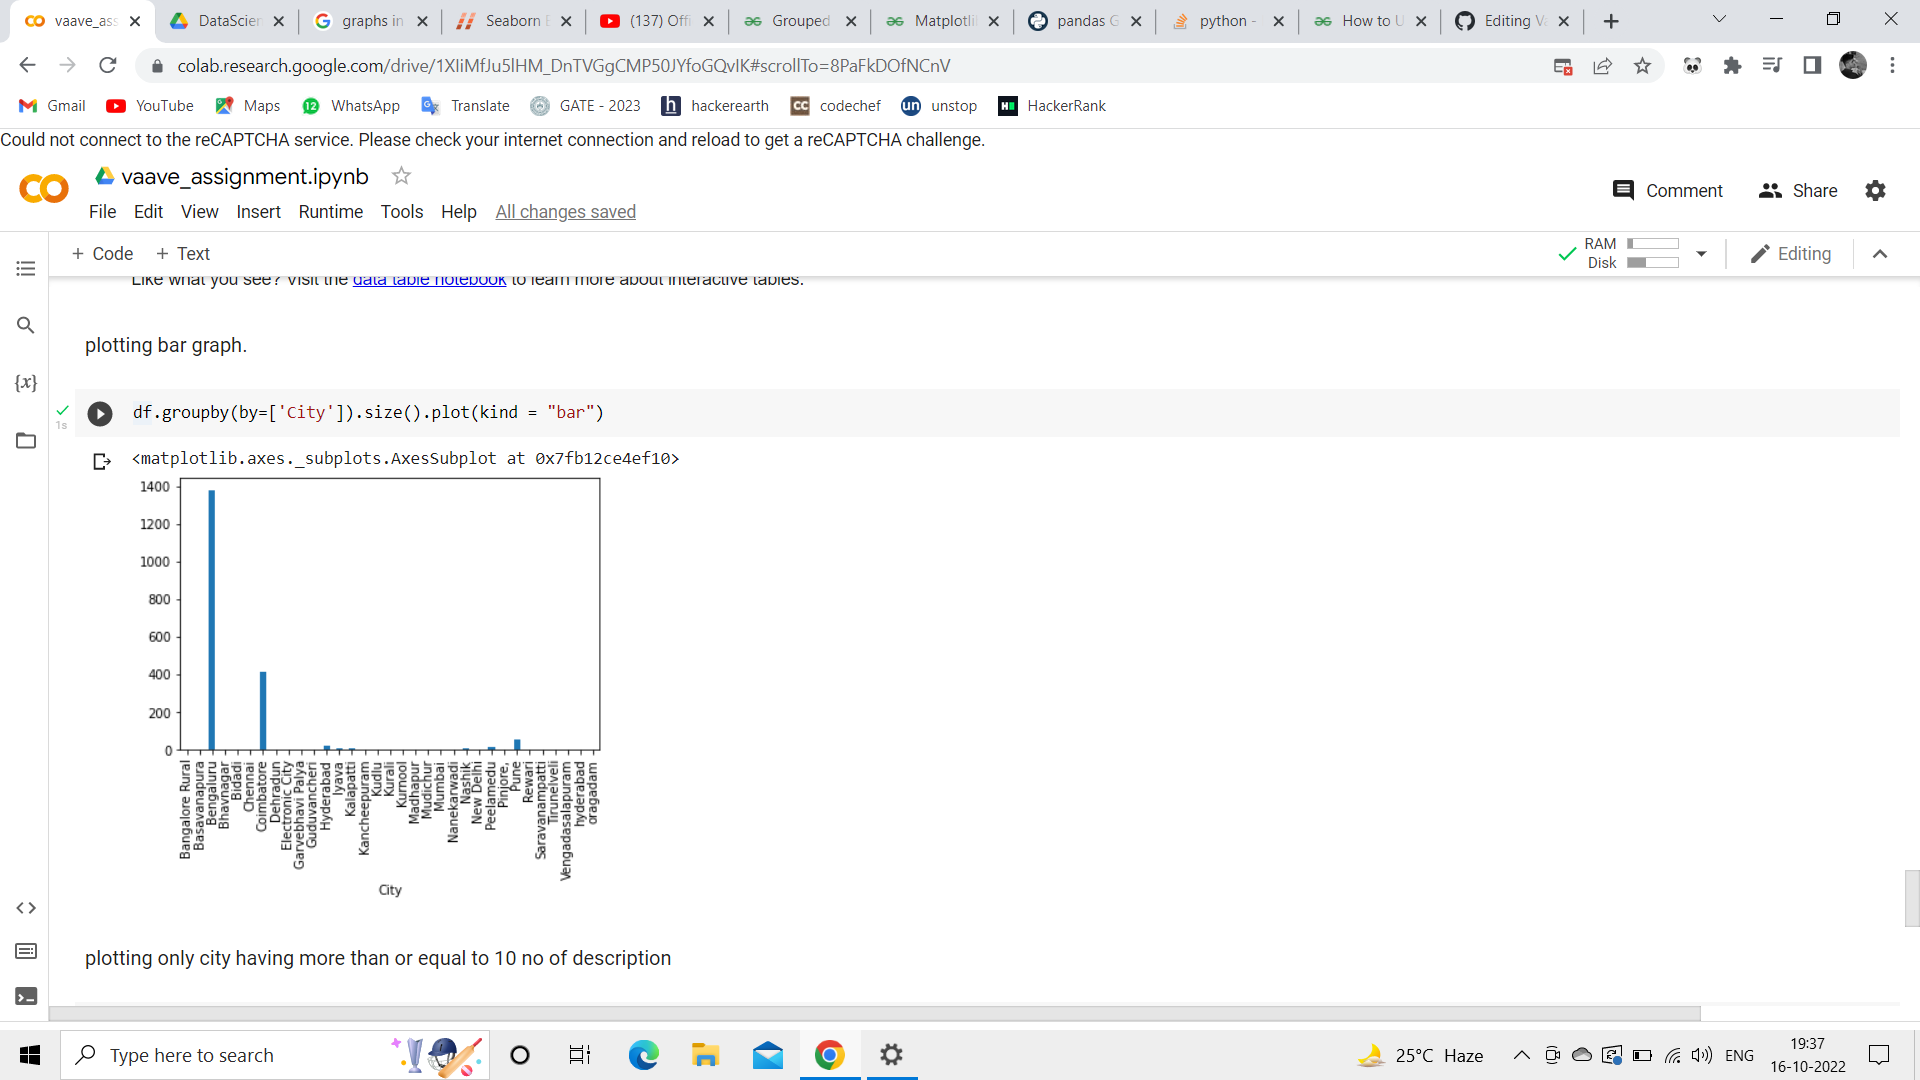 vaave_ass
DataScien
graphs in
Seaborn
(137) Offi
Grouped
Matplotli
pandas G
python -
How to U
Editing Va
colab.research.google.com/drive/1XIiMfJu5lHM_DnTVGgCMP50JYfoGQvIK#scrollTo=8PaFkDOfNCnV
Gmail
YouTube
Maps
WhatsApp
Translate
GATE - 2023
hackerearth
codechef
unstop
HackerRank
Could not connect to the reCAPTCHA service. Please check your internet connection and reload to get a reCAPTCHA challenge.
vaave_assignment.ipynb
Comment
Share
File Edit View Insert Runtime Tools Help All changes saved
+ Code + Text
RAM
Disk
Editing
Like what you see? Visit the data table notebook to learn more about interactive tables.
plotting bar graph.
{x}
1s
df.groupby(by=['City']).size().plot(kind = "bar")
<matplotlib.axes._subplots.AxesSubplot at 0x7fb12ce4ef10>
1400
1200
1000
800
600
400
200
0
Bangalore Rural
Basavanapura
Bengaluru
Bhavnagar
Bidadi
Chennai
Coimbatore
Dehradun
Electronic City
Garvebhavi Palya
Guduvancheri
Hyderabad
Iyava
Kalapatti
Kancheepuram
Kudlu
Kurali
Kurnool
Madhapur
Mudichur
Mumbai
Nanekarwadi
Nashik
New Delhi
Peelamedu
Pinjore,
Pune
Rewari
Saravanampatti
Tirunelveli
Vengadasalapuram
hyderabad
oragadam
City
plotting only city having more than or equal to 10 no of description
Type here to search
25°C Haze
ENG
19:37
16-10-2022